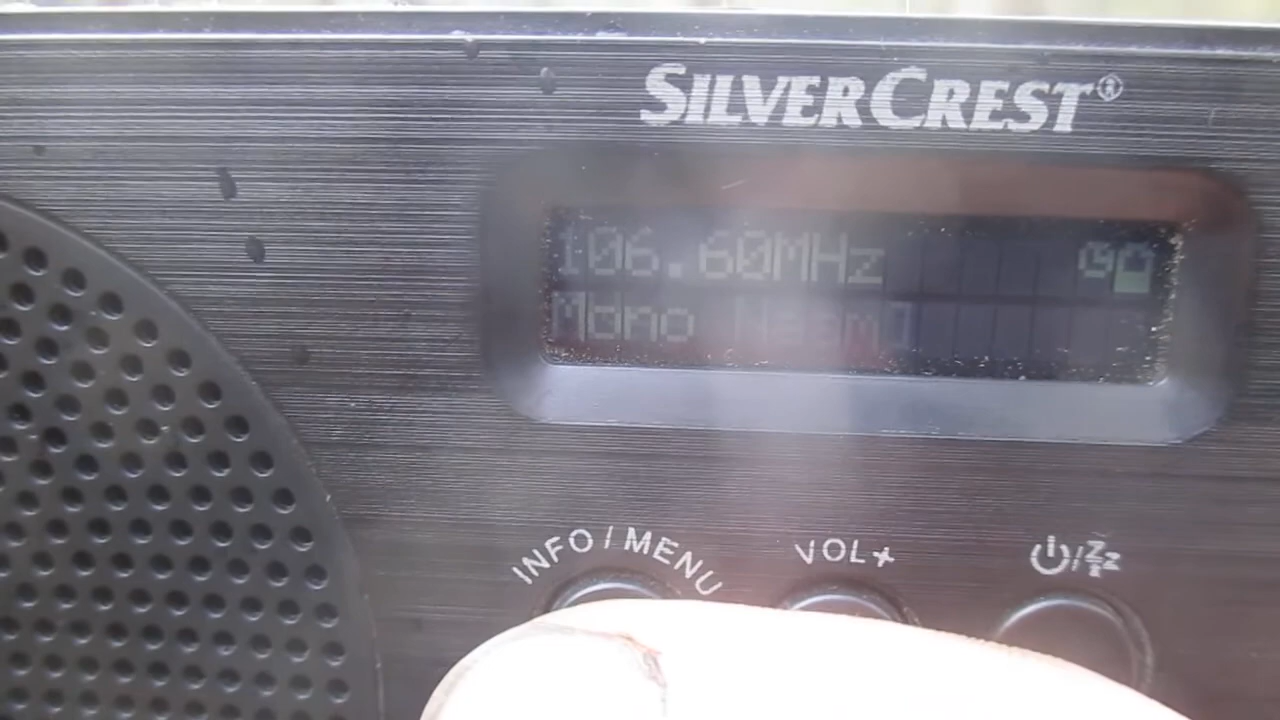 SILVERCREST®
106.60MHz
Mono
INFO / MENU
VOL+